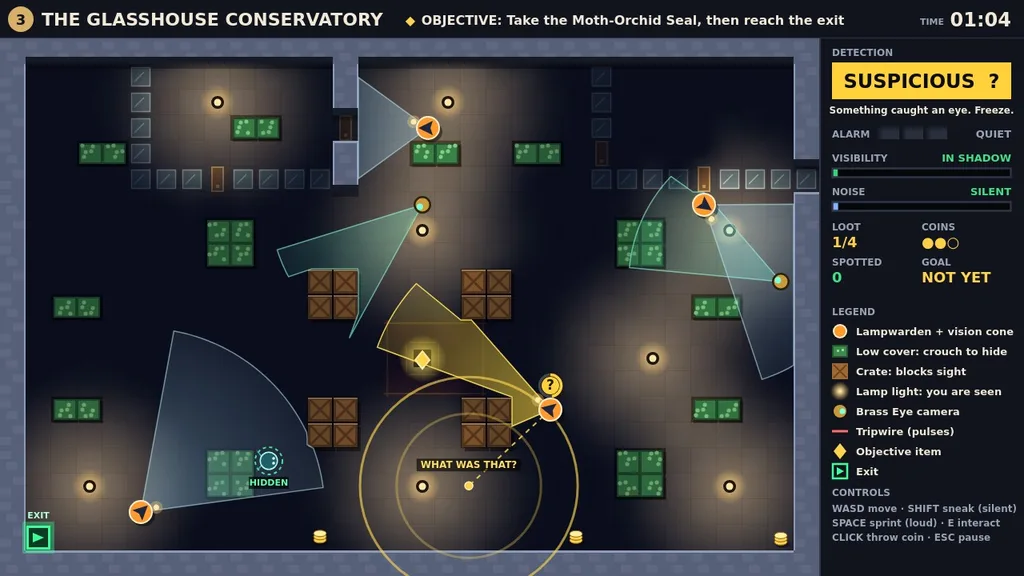 3 THE GLASSHOUSE CONSERVATORY
◆ OBJECTIVE: Take the Moth-Orchid Seal, then reach the exit
TIME 01:04
?
WHAT WAS THAT?
HIDDEN
EXIT
DETECTION
SUSPICIOUS ?
Something caught an eye. Freeze.
ALARM QUIET
VISIBILITY IN SHADOW
NOISE SILENT
LOOT COINS
1/4 ●●○
SPOTTED GOAL
0 NOT YET
LEGEND
Lampwarden + vision cone
Low cover: crouch to hide
Crate: blocks sight
Lamp light: you are seen
Brass Eye camera
Tripwire (pulses)
Objective item
Exit
CONTROLS
WASD move · SHIFT sneak (silent)
SPACE sprint (loud) · E interact
CLICK throw coin · ESC pause